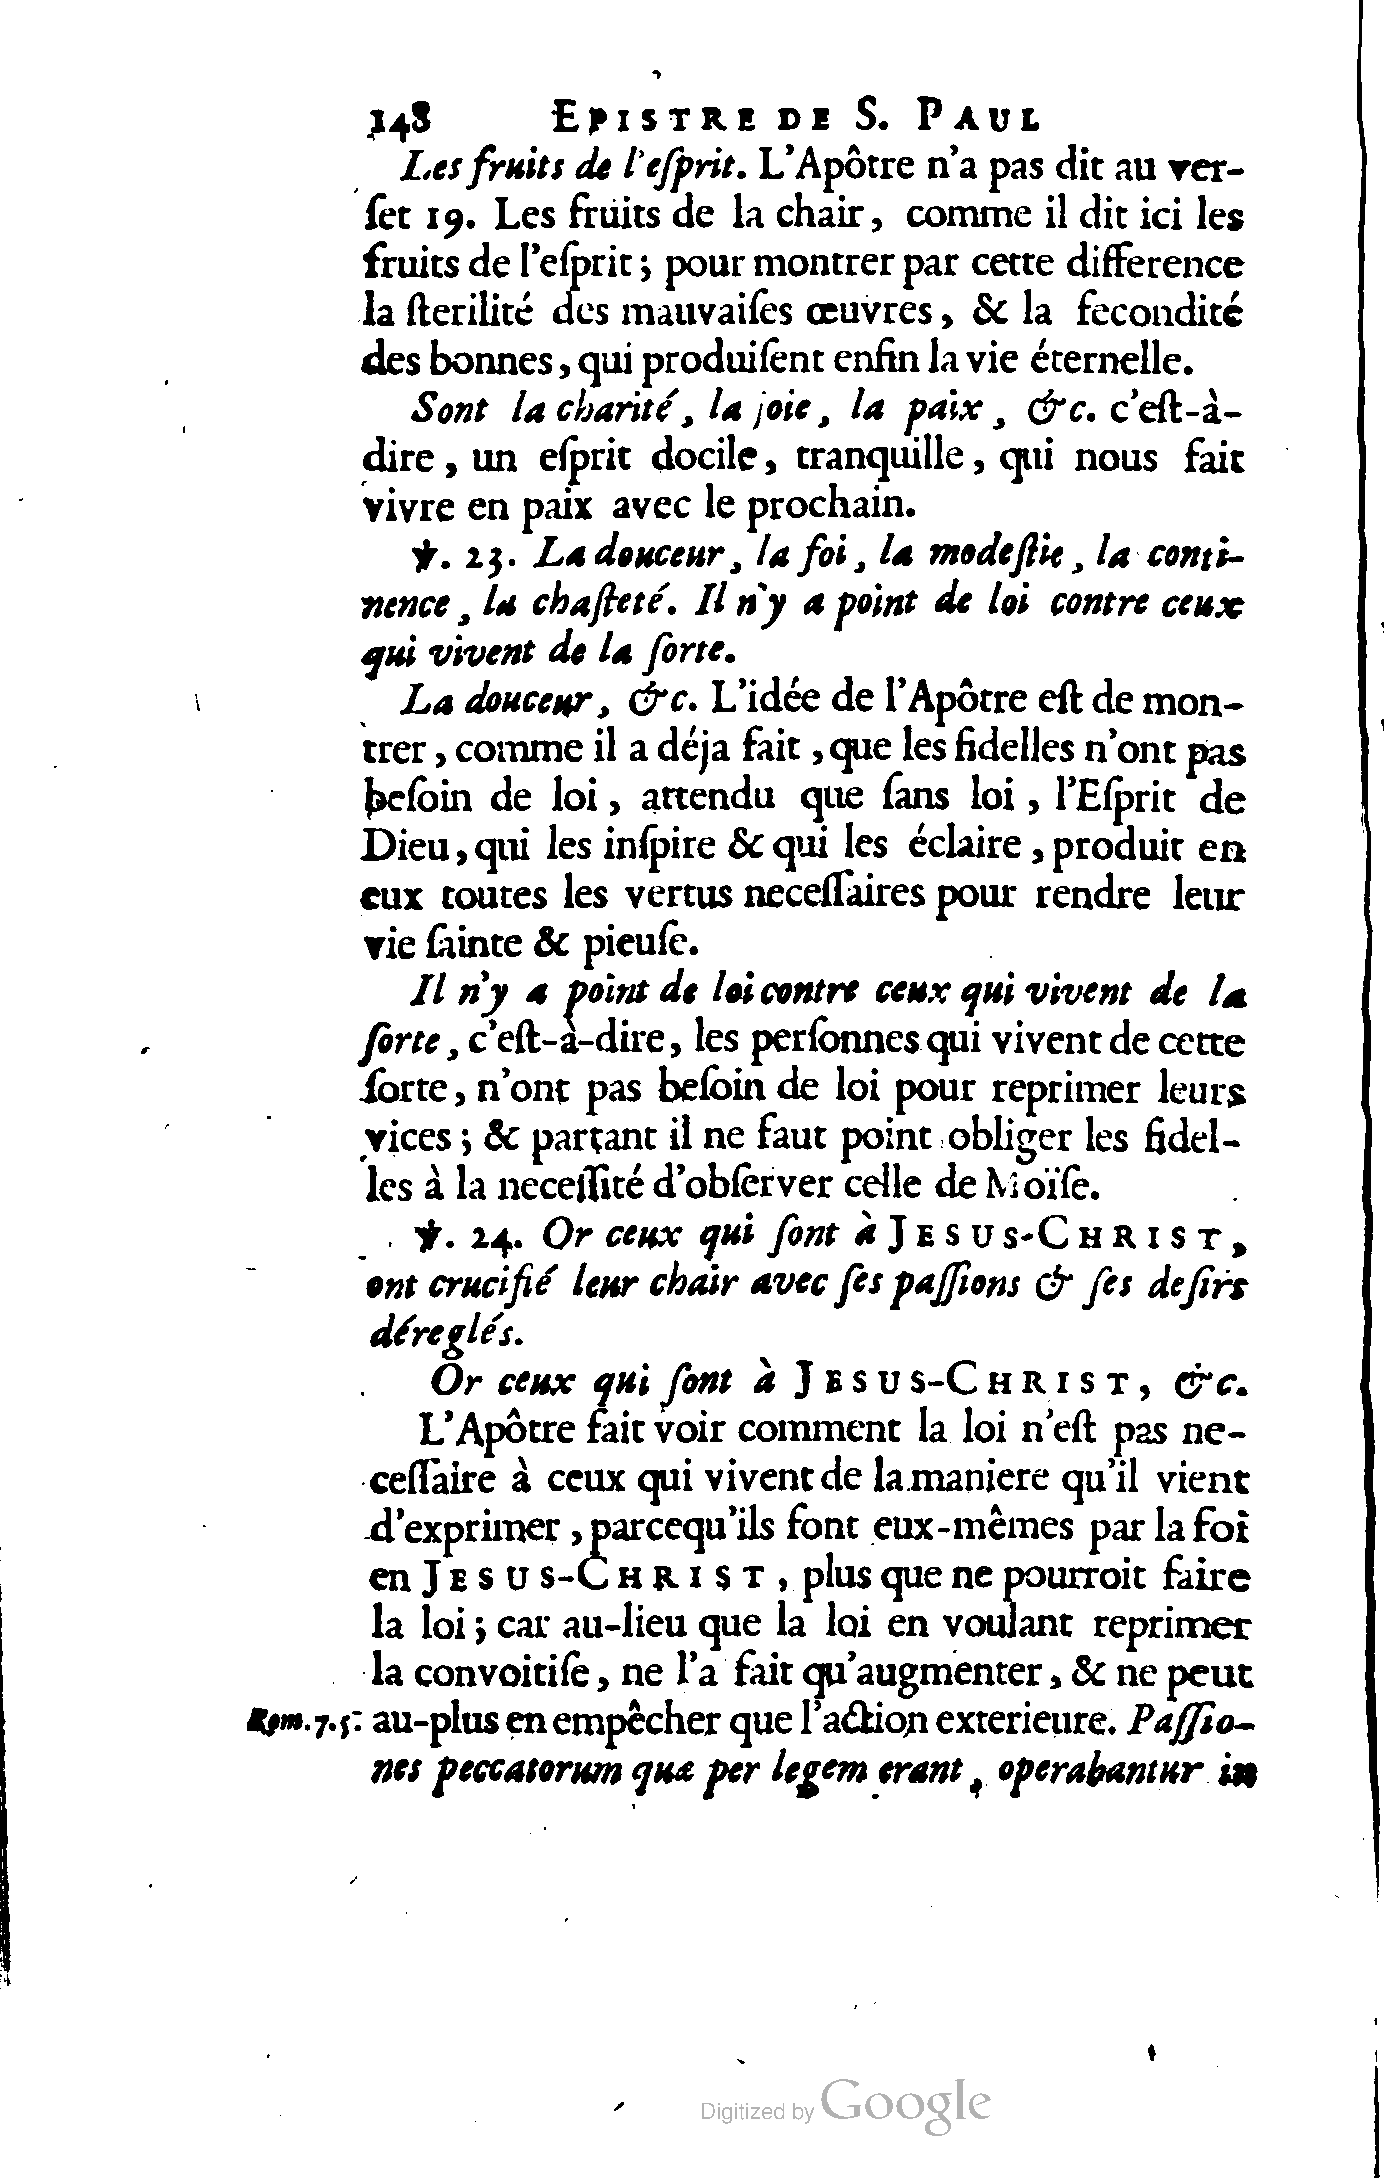 148 EPISTRE DE S. PAUL
Les fruits de l'eſprit. L'Apôtre n'a pas dit au ver-
ſet 19. Les fruits de la chair, comme il dit ici les
fruits de l'eſprit; pour montrer par cette difference
la ſterilité des mauvaiſes œuvres, & la fecondité
des bonnes, qui produiſent enfin la vie éternelle.
Sont la charité, la joie, la paix, &c. c'eſt-à-
dire, un eſprit docile, tranquille, qui nous fait
vivre en paix avec le prochain.
℣. 23. La douceur, la foi, la modeſtie, la conti-
nence, la chaſteté. Il n'y a point de loi contre ceux
qui vivent de la ſorte.
La douceur, &c. L'idée de l'Apôtre eſt de mon-
trer, comme il a déja fait, que les fidelles n'ont pas
beſoin de loi, attendu que ſans loi, l'Eſprit de
Dieu, qui les inſpire & qui les éclaire, produit en
eux toutes les vertus neceſſaires pour rendre leur
vie ſainte & pieuſe.
Il n'y a point de loi contre ceux qui vivent de la
ſorte, c'eſt-à-dire, les perſonnes qui vivent de cette
ſorte, n'ont pas beſoin de loi pour reprimer leurs
vices; & partant il ne faut point obliger les fidel-
les à la neceſſité d'obſerver celle de Moïſe.
℣. 24. Or ceux qui ſont à JESUS-CHRIST,
ont crucifié leur chair avec ſes paſſions & ſes deſirs
déreglés.
Or ceux qui ſont à JESUS-CHRIST, &c.
L'Apôtre fait voir comment la loi n'eſt pas ne-
ceſſaire à ceux qui vivent de la maniere qu'il vient
d'exprimer, parcequ'ils font eux-mêmes par la foi
en JESUS-CHRIST, plus que ne pourroit faire
la loi; car au-lieu que la loi en voulant reprimer
la convoitiſe, ne l'a fait qu'augmenter, & ne peut
Rom. 7. 5. au-plus en empêcher que l'action exterieure. Paſſio-
nes peccatorum quæ per legem erant, operabantur in
Digitized by Google